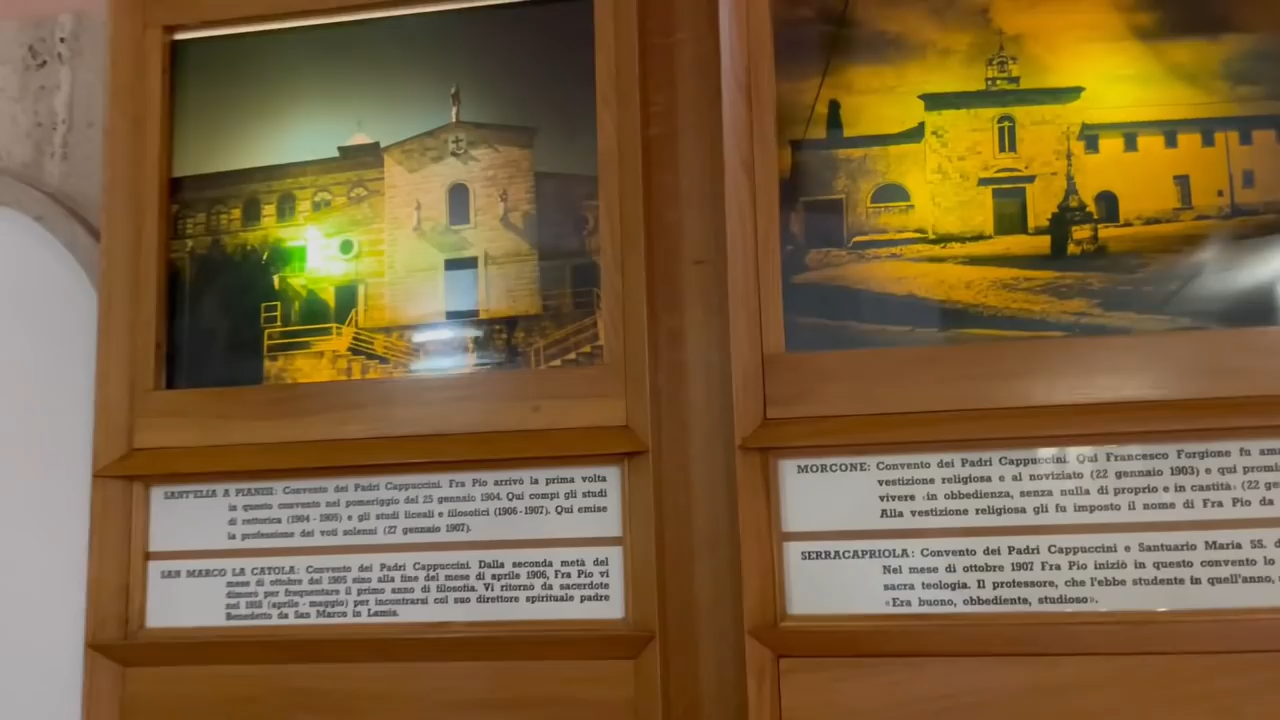 SANT'ELIA A PIANISI: Convento dei Padri Cappuccini. Fra Pio arrivò la prima volta
in questo convento nel pomeriggio del 25 gennaio 1904. Qui compì gli studi
di rettorica (1904-1905) e gli studi liceali e filosofici (1906-1907). Qui emise
la professione dei voti solenni (27 gennaio 1907).
SAN MARCO LA CATOLA: Convento dei Padri Cappuccini. Dalla seconda metà del
mese di ottobre del 1905 sino alla fine del mese di aprile 1906, Fra Pio vi
dimorò per frequentare il primo anno di filosofia. Vi ritornò da sacerdote
nel 1918 (aprile - maggio) per incontrarsi col suo direttore spirituale padre
Benedetto da San Marco in Lamis.
MORCONE: Convento dei Padri Cappuccini. Qui Francesco Forgione fu am
vestizione religiosa e al noviziato (22 gennaio 1903) e qui promi
vivere «in obbedienza, senza nulla di proprio e in castità» (22 ge
Alla vestizione religiosa gli fu imposto il nome di Fra Pio da
SERRACAPRIOLA: Convento dei Padri Cappuccini e Santuario Maria SS. d
Nel mese di ottobre 1907 Fra Pio iniziò in questo convento lo
sacra teologia. Il professore, che l'ebbe studente in quell'anno,
«Era buono, obbediente, studioso».